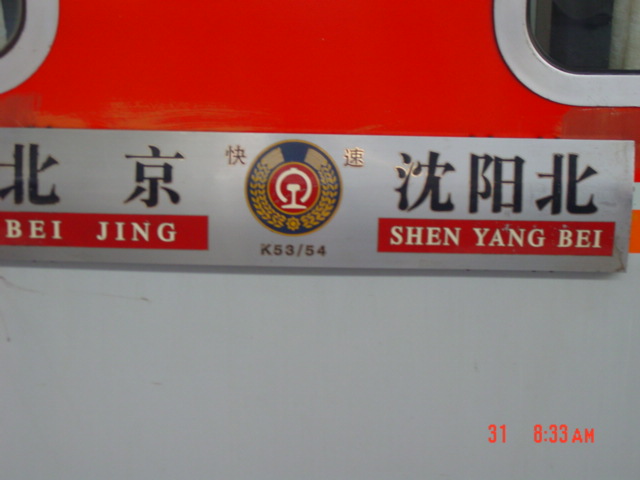 北 京 快 速 沈阳北
BEI JING K53/54 SHEN YANG BEI
31 8:33AM